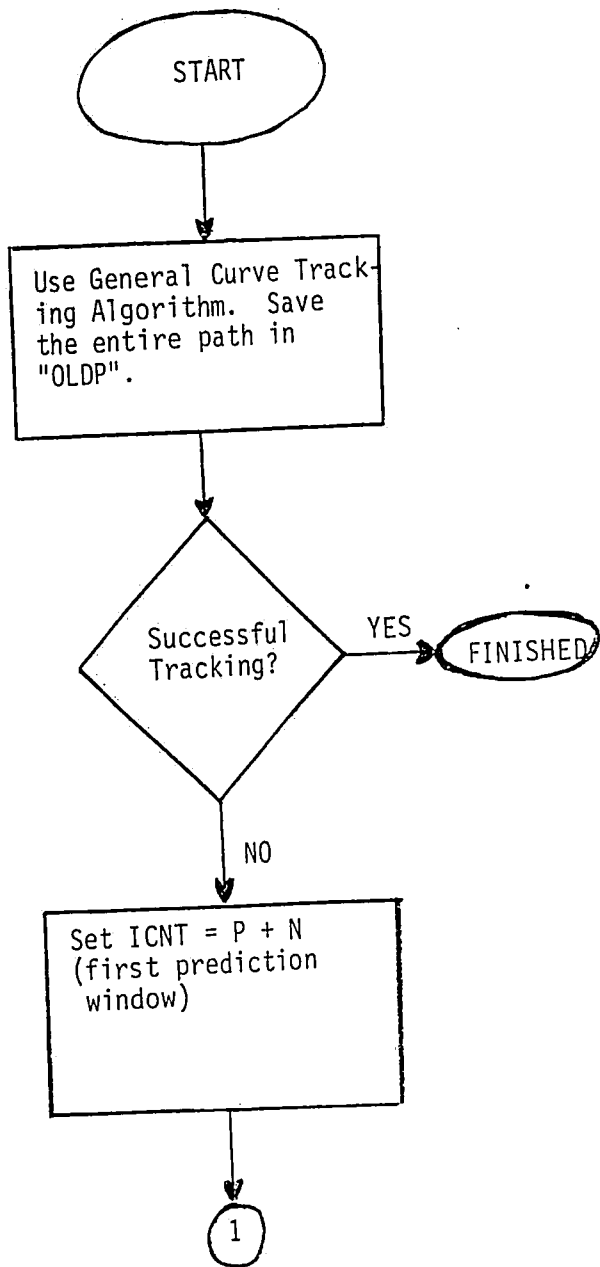 START
Use General Curve Track-
ing Algorithm. Save
the entire path in
"OLDP".
Successful
Tracking?
YES
FINISHED
NO
Set ICNT = P + N
(first prediction
window)
1